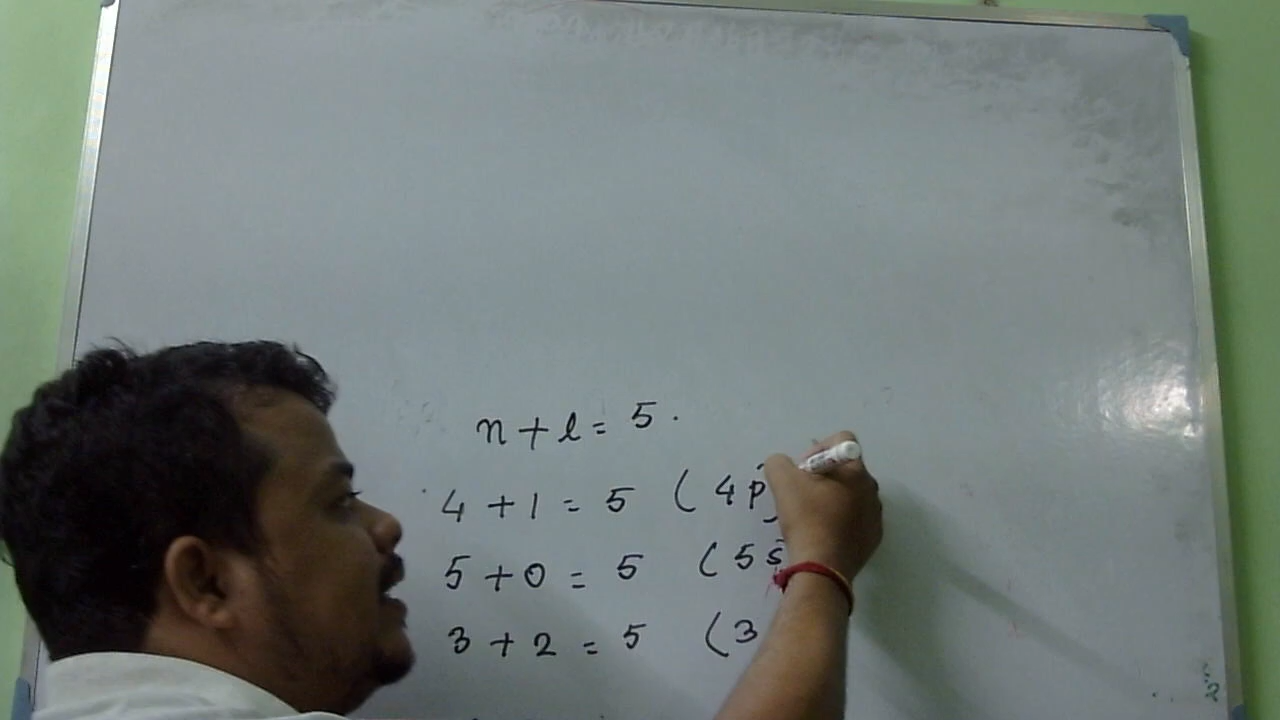 n + l = 5.
4 + 1 = 5 ( 4p)
5 + 0 = 5 ( 5s
3 + 2 = 5 ( 3